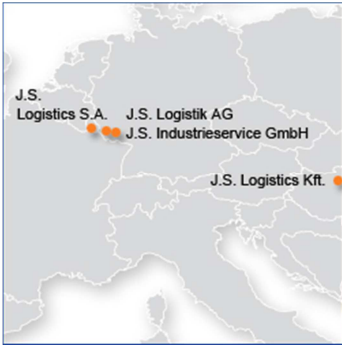 J.S.
Logistics S.A.
J.S. Logistik AG
J.S. Industrieservice GmbH
J.S. Logistics Kft.